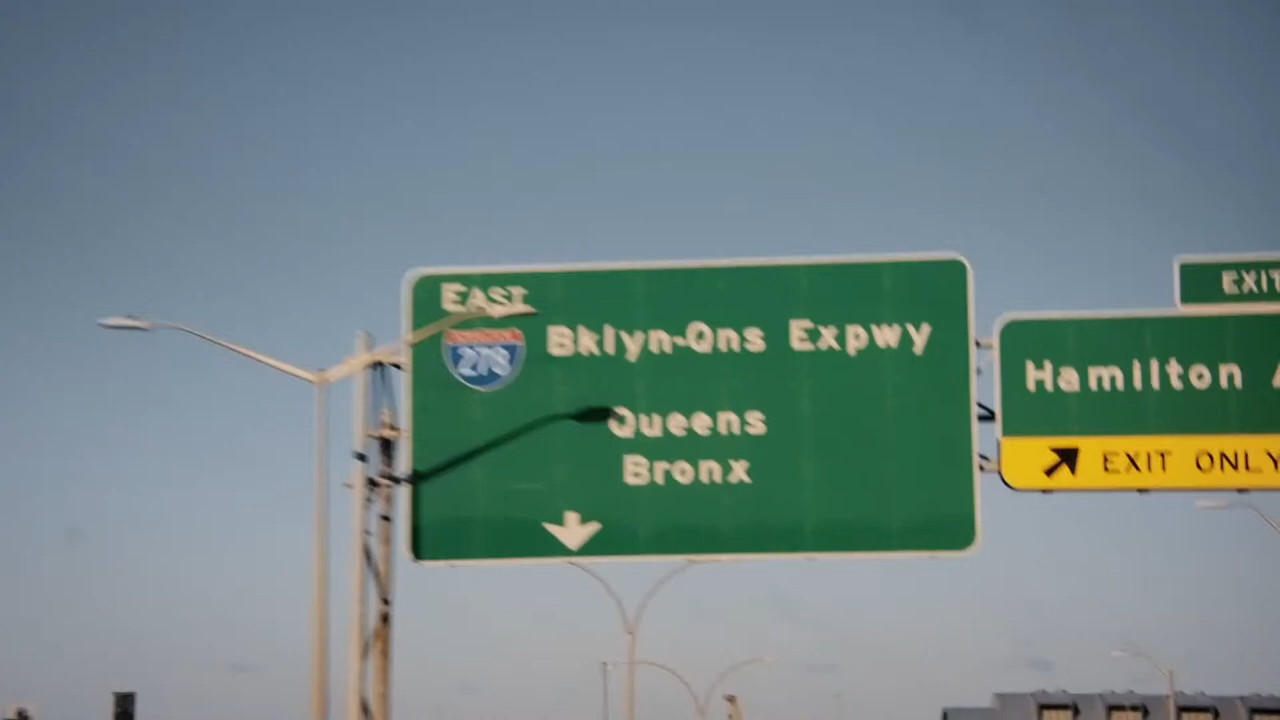 EAST
278
Bklyn-Qns Expwy
Queens
Bronx
EXIT
Hamilton A
EXIT ONLY